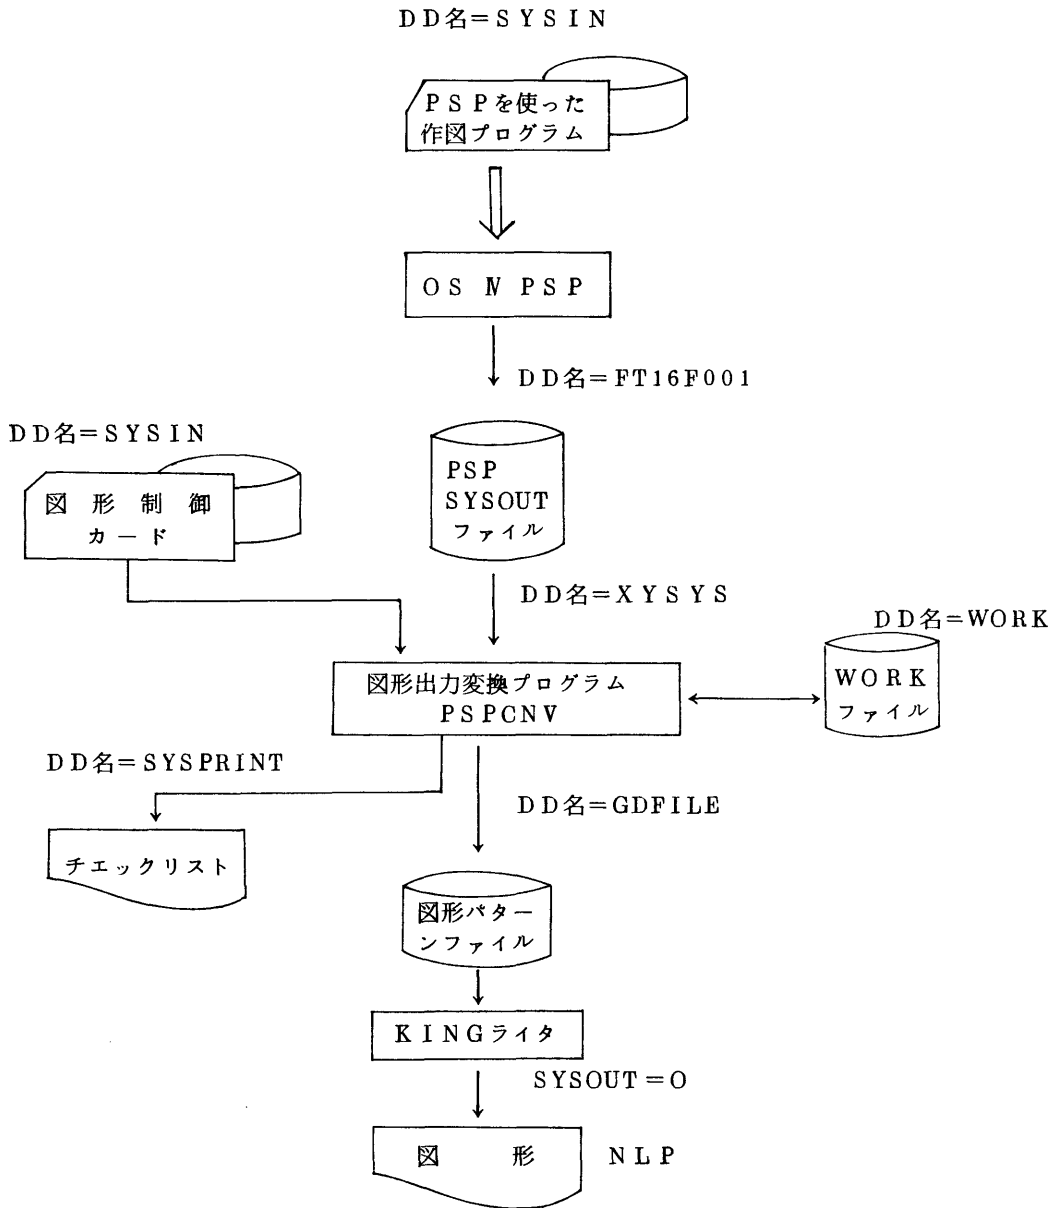 DD名=SYSIN
PSPを使った
作図プログラム
OS Ⅳ PSP
DD名=FT16F001
DD名=SYSIN
図形制御
カード
PSP
SYSOUT
ファイル
DD名=XYSYS
DD名=WORK
WORK
ファイル
図形出力変換プログラム
PSPCNV
DD名=SYSPRINT
DD名=GDFILE
チェックリスト
図形パター
ンファイル
KINGライタ
SYSOUT=O
図形
NLP